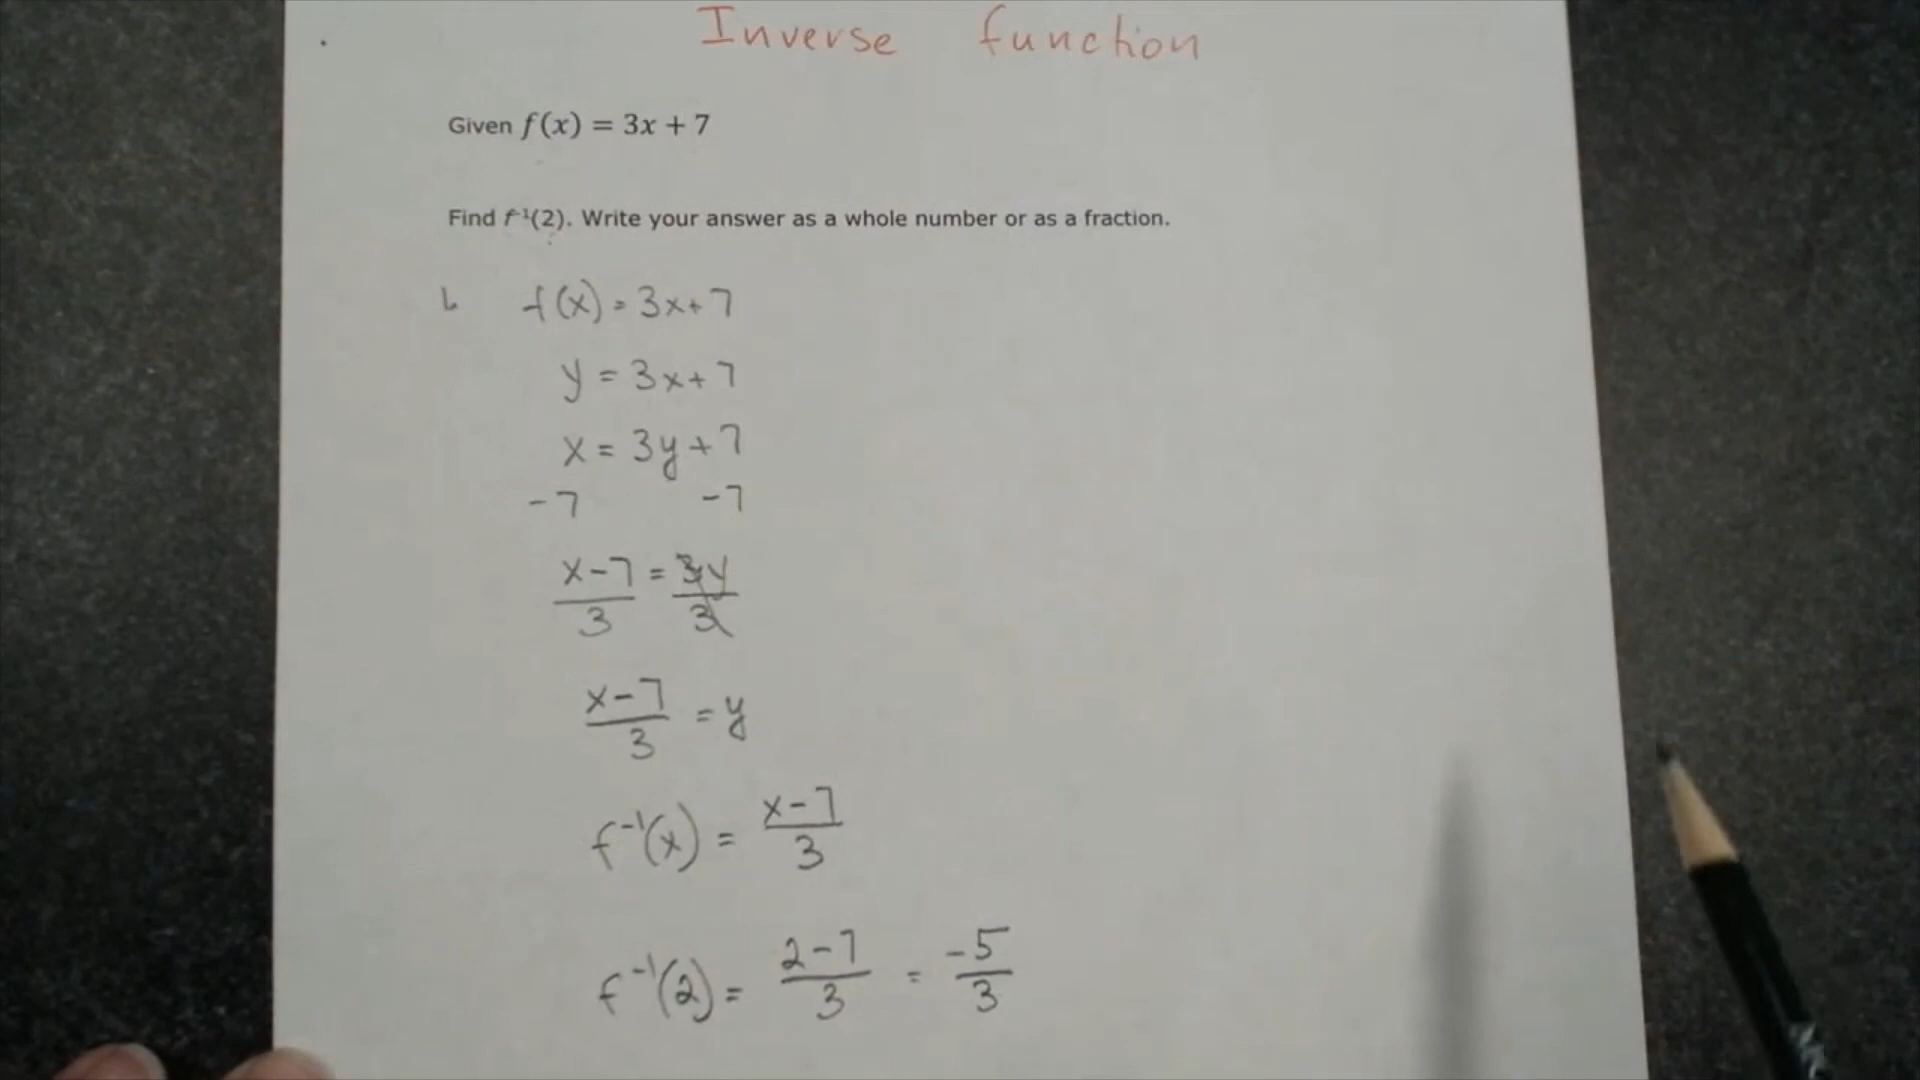 Inverse function
Given f(x) = 3x + 7
Find f⁻¹(2). Write your answer as a whole number or as a fraction.
f(x) = 3x + 7
y = 3x + 7
x = 3y + 7
-7 -7
x - 7 / 3 = 3y / 3
x - 7 / 3 = y
f⁻¹(x) = x - 7 / 3
f⁻¹(2) = 2 - 7 / 3 = -5 / 3